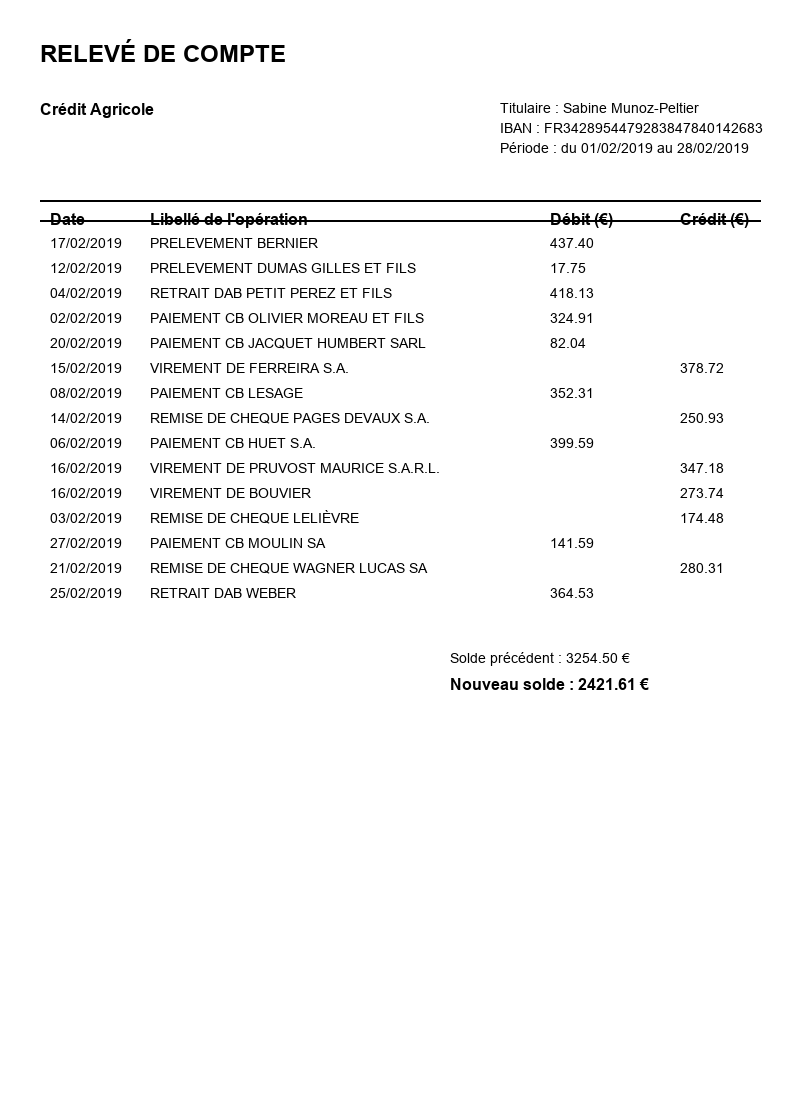 RELEVÉ DE COMPTE
Crédit Agricole
Titulaire : Sabine Munoz-Peltier
IBAN : FR3428954479283847840142683
Période : du 01/02/2019 au 28/02/2019
Date Libellé de l'opération Débit (€) Crédit (€)
17/02/2019 PRELEVEMENT BERNIER 437.40
12/02/2019 PRELEVEMENT DUMAS GILLES ET FILS 17.75
04/02/2019 RETRAIT DAB PETIT PEREZ ET FILS 418.13
02/02/2019 PAIEMENT CB OLIVIER MOREAU ET FILS 324.91
20/02/2019 PAIEMENT CB JACQUET HUMBERT SARL 82.04
15/02/2019 VIREMENT DE FERREIRA S.A. 378.72
08/02/2019 PAIEMENT CB LESAGE 352.31
14/02/2019 REMISE DE CHEQUE PAGES DEVAUX S.A. 250.93
06/02/2019 PAIEMENT CB HUET S.A. 399.59
16/02/2019 VIREMENT DE PRUVOST MAURICE S.A.R.L. 347.18
16/02/2019 VIREMENT DE BOUVIER 273.74
03/02/2019 REMISE DE CHEQUE LELIÈVRE 174.48
27/02/2019 PAIEMENT CB MOULIN SA 141.59
21/02/2019 REMISE DE CHEQUE WAGNER LUCAS SA 280.31
25/02/2019 RETRAIT DAB WEBER 364.53
Solde précédent : 3254.50 €
Nouveau solde : 2421.61 €